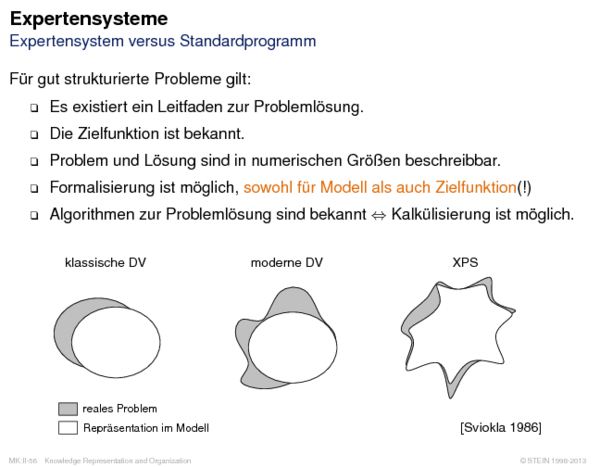 Expertensysteme
Expertensystem versus Standardprogramm
Für gut strukturierte Probleme gilt:
❑ Es existiert ein Leitfaden zur Problemlösung.
❑ Die Zielfunktion ist bekannt.
❑ Problem und Lösung sind in numerischen Größen beschreibbar.
❑ Formalisierung ist möglich, sowohl für Modell als auch Zielfunktion(!)
❑ Algorithmen zur Problemlösung sind bekannt ⇔ Kalkülisierung ist möglich.
klassische DV moderne DV XPS
reales Problem
Repräsentation im Modell
[Sviokla 1986]
MK:II-56 Knowledge Representation and Organization © STEIN 1998-2013